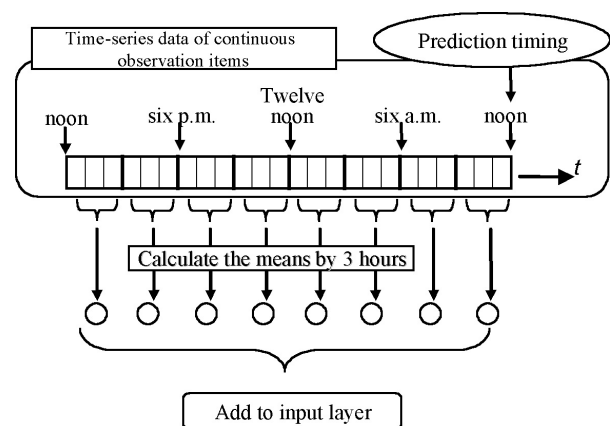 Time-series data of continuous
observation items
Prediction timing
noon
six p.m.
Twelve
noon
six a.m.
noon
t
Calculate the means by 3 hours
Add to input layer